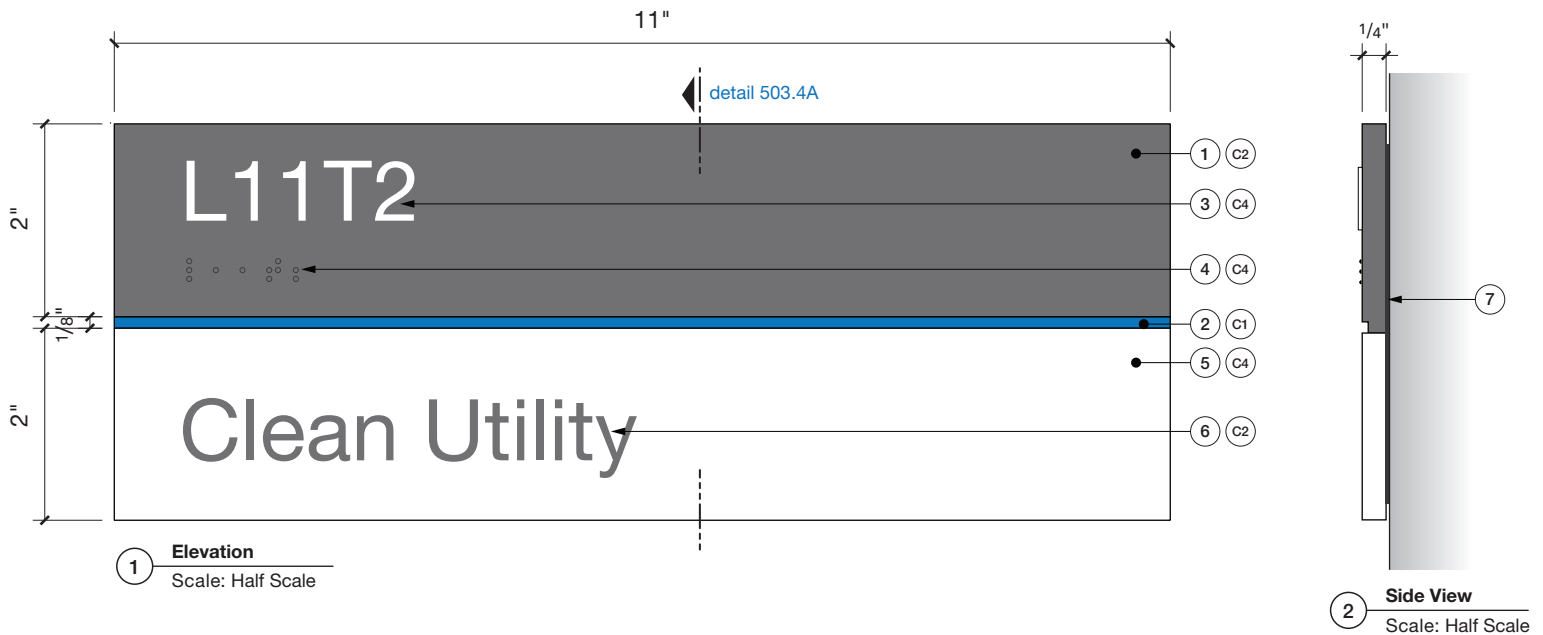 11"
1/4"
detail 503.4A
1 C2
L11T2
3 C4
2"
4 C4
1/8"
2 C1
7
5 C4
2"
Clean Utility
6 C2
1 Elevation
Scale: Half Scale
2 Side View
Scale: Half Scale